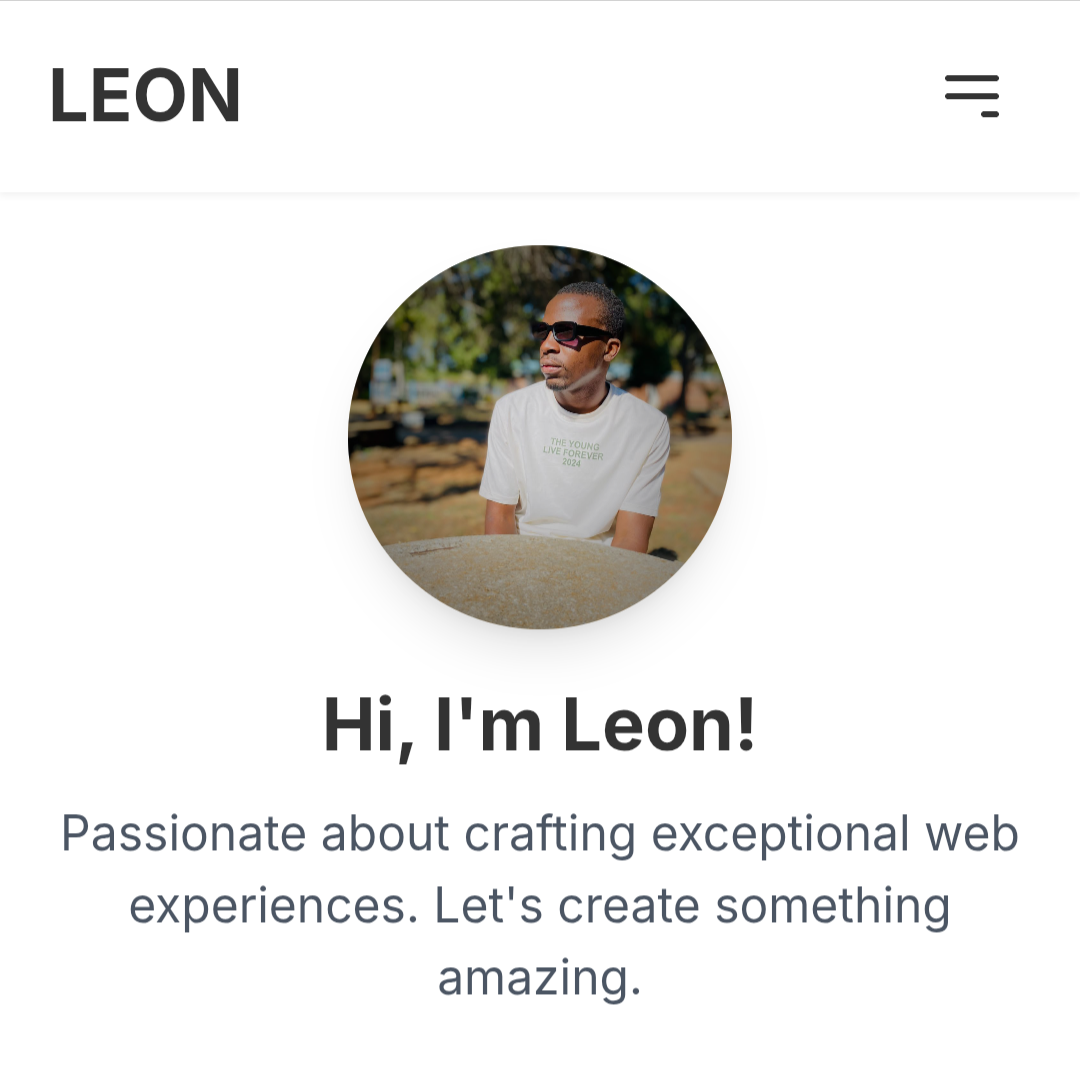 LEON
THE YOUNG
LIVE FOREVER
2024
Hi, I'm Leon!
Passionate about crafting exceptional web
experiences. Let's create something
amazing.